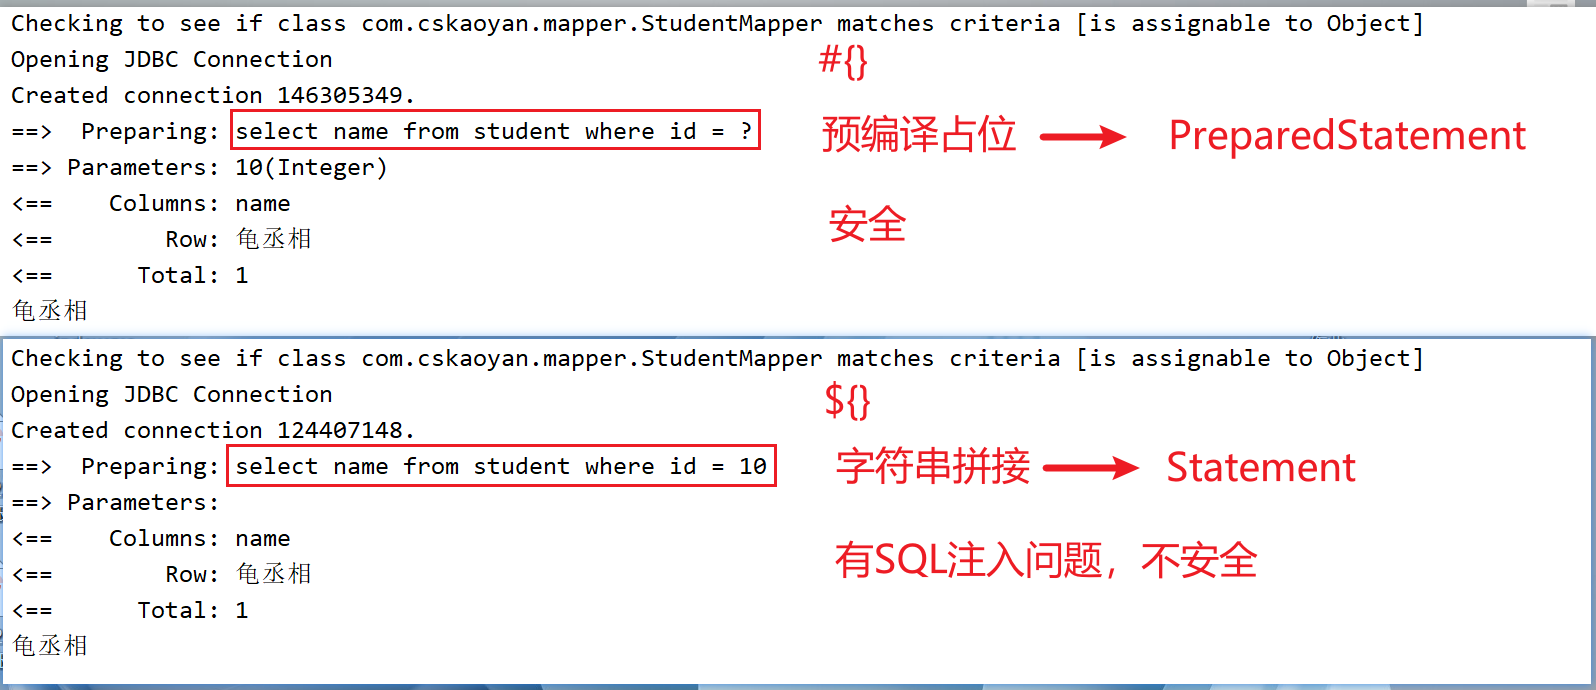 Checking to see if class com.cskaoyan.mapper.StudentMapper matches criteria [is assignable to Object]
Opening JDBC Connection
#{}
Created connection 146305349.
==>  Preparing: select name from student where id = ?
预编译占位
PreparedStatement
==> Parameters: 10(Integer)
<==    Columns: name
安全
<==        Row: 龟丞相
<==      Total: 1
龟丞相
Checking to see if class com.cskaoyan.mapper.StudentMapper matches criteria [is assignable to Object]
Opening JDBC Connection
${}
Created connection 124407148.
==>  Preparing: select name from student where id = 10
字符串拼接
Statement
==> Parameters:
<==    Columns: name
有SQL注入问题，不安全
<==        Row: 龟丞相
<==      Total: 1
龟丞相